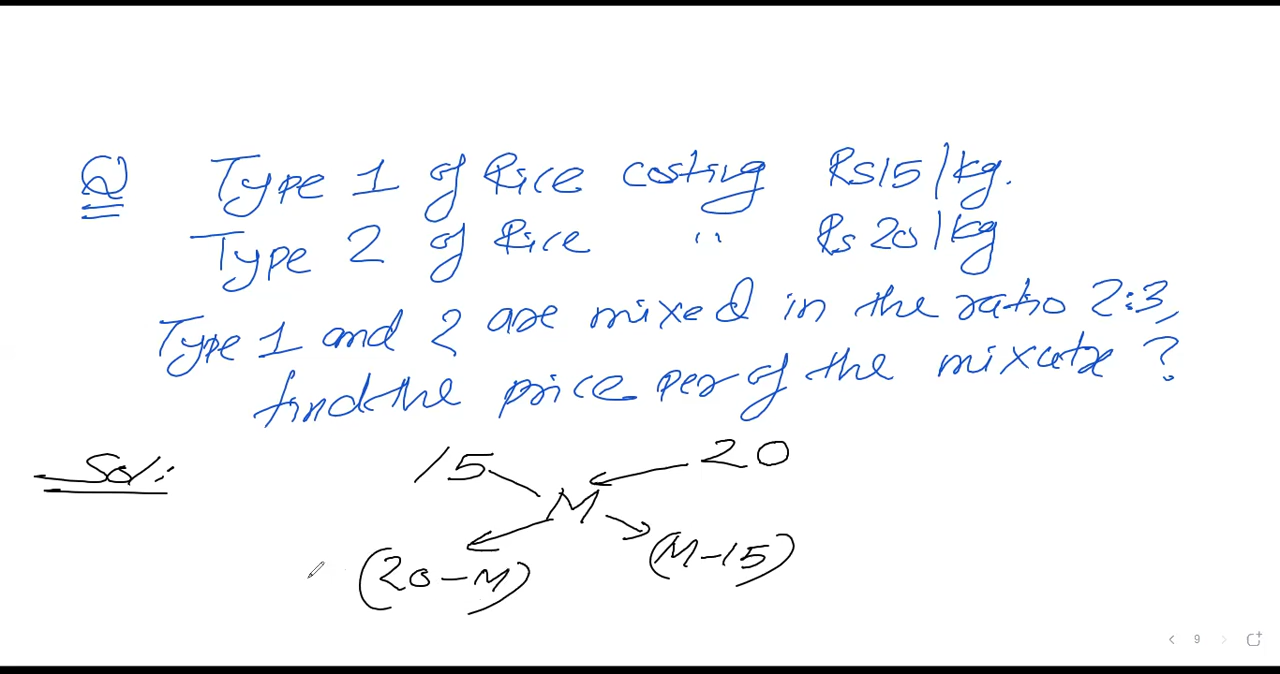 Q Type 1 of Rice costing Rs15/kg.
Type 2 of Rice " Rs 20/kg
Type 1 and 2 are mixed in the ratio 2:3,
find the price per of the ?
Sol:
15 20
M
(20-M) (M-15)
9